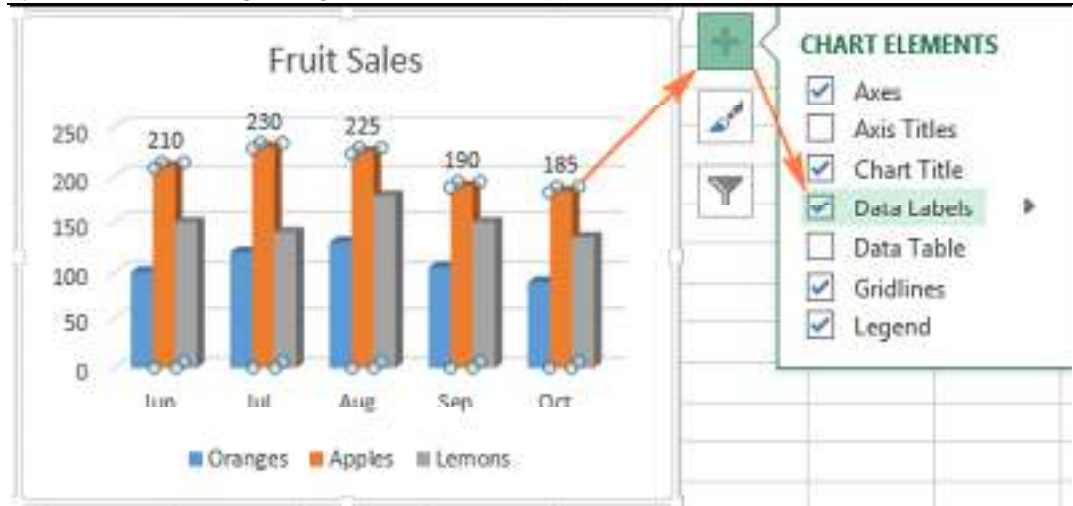 Fruit Sales
250
200
150
100
50
0
210
230
225
190
185
Jun
Jul
Aug
Sep
Oct
Oranges Apples Lemons
CHART ELEMENTS
Axes
Axis Titles
Chart Title
Data Labels
Data Table
Gridlines
Legend